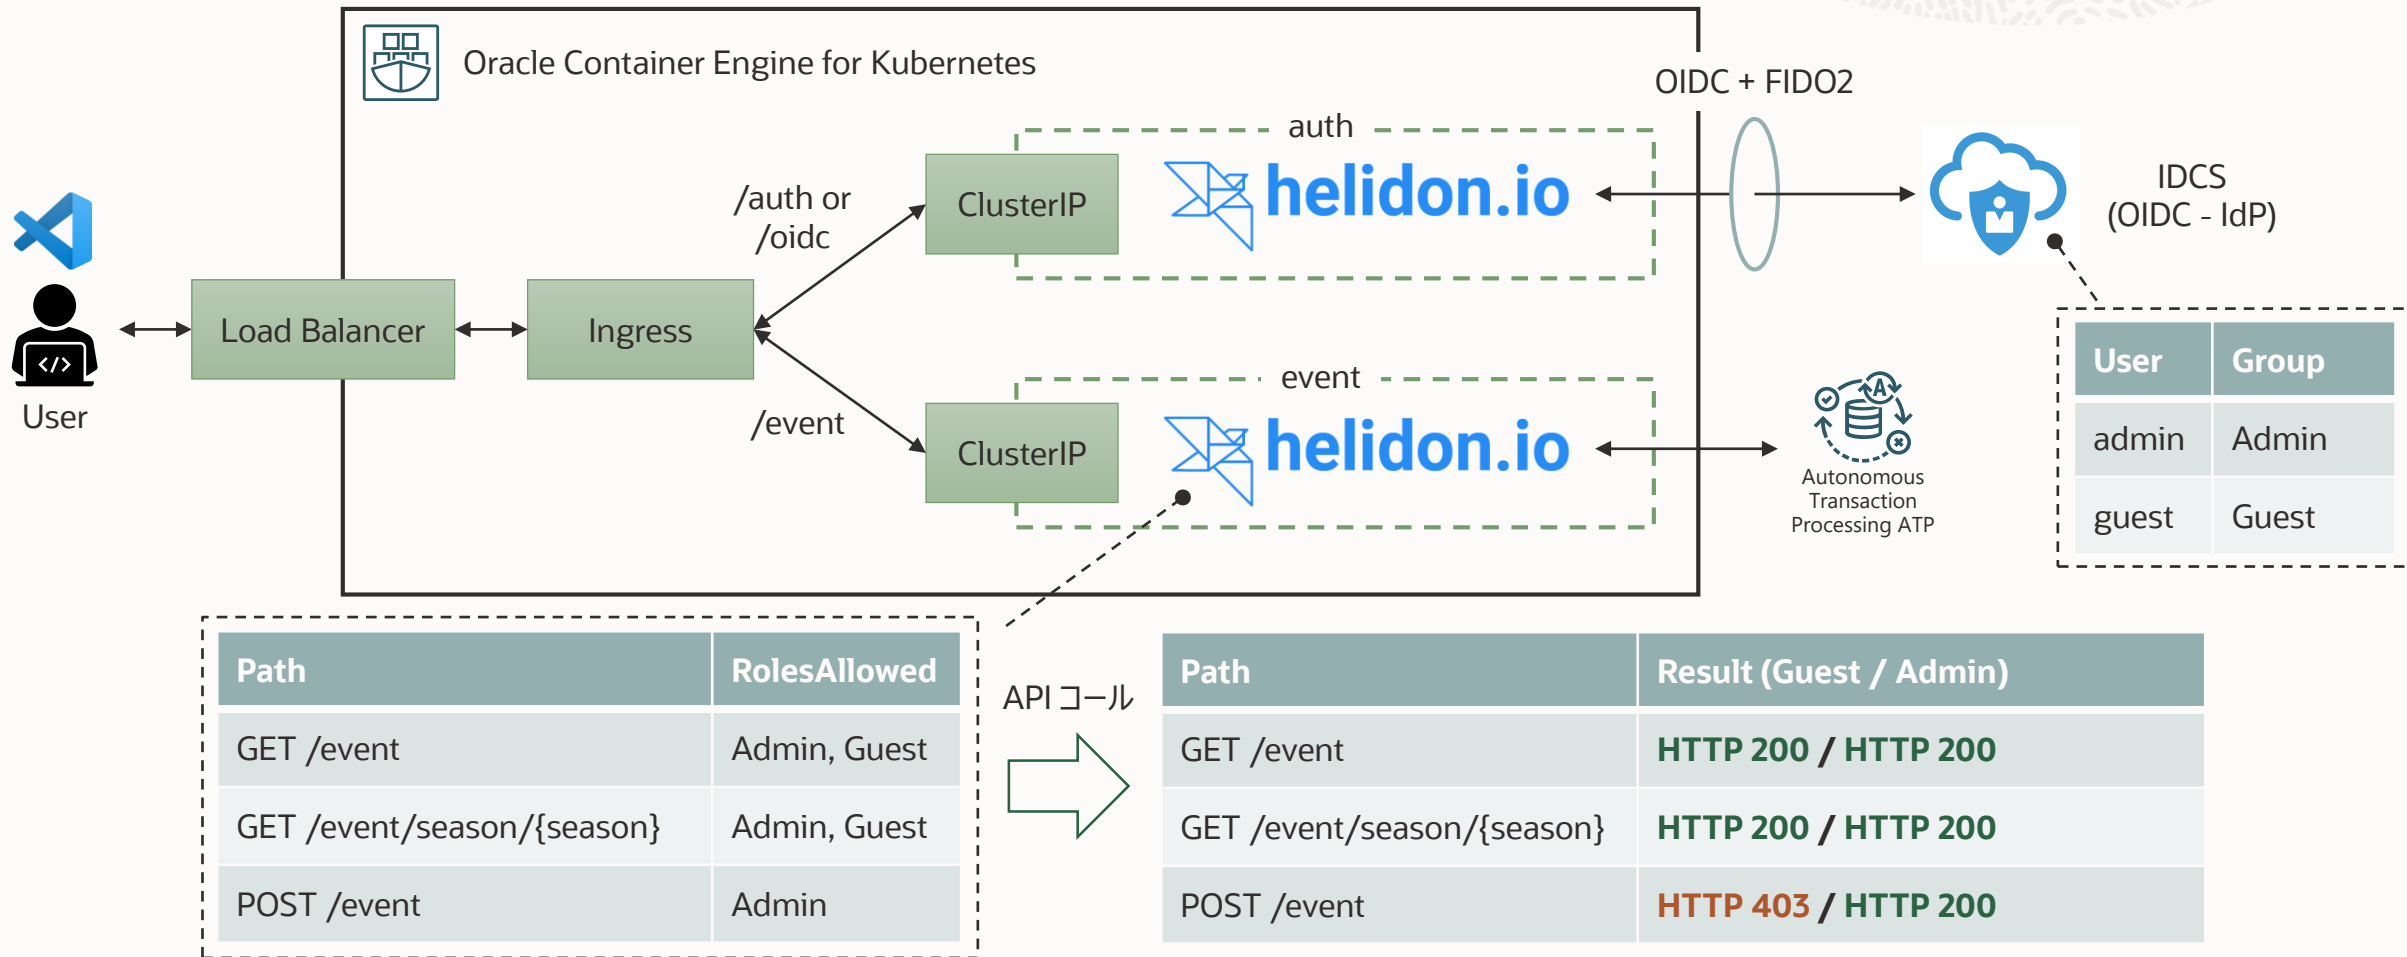 Oracle Container Engine for Kubernetes
OIDC + FIDO2
auth
/auth or
/oidc
ClusterIP
helidon.io
IDCS
(OIDC - IdP)
</>
User
Load Balancer
Ingress
/event
event
ClusterIP
helidon.io
A
Autonomous
Transaction
Processing ATP
User Group
admin Admin
guest Guest
Path RolesAllowed
GET /event Admin, Guest
GET /event/season/{season} Admin, Guest
POST /event Admin
API コール
Path Result (Guest / Admin)
GET /event HTTP 200 / HTTP 200
GET /event/season/{season} HTTP 200 / HTTP 200
POST /event HTTP 403 / HTTP 200